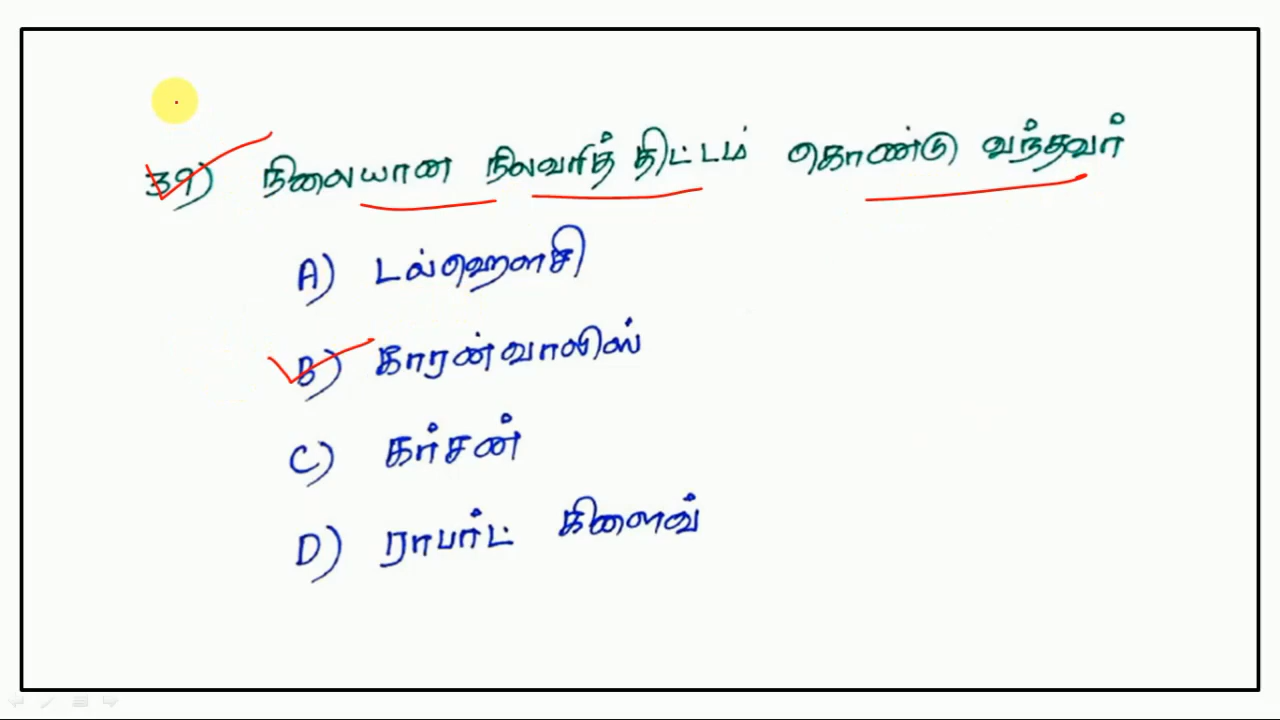 39) நிலையான நிலவரித் திட்டம் கொண்டு வந்தவர்
A) டல்ஹௌசி
B) காரன்வாலிஸ்
C) கர்சன்
D) ராபர்ட் கிளைவ்